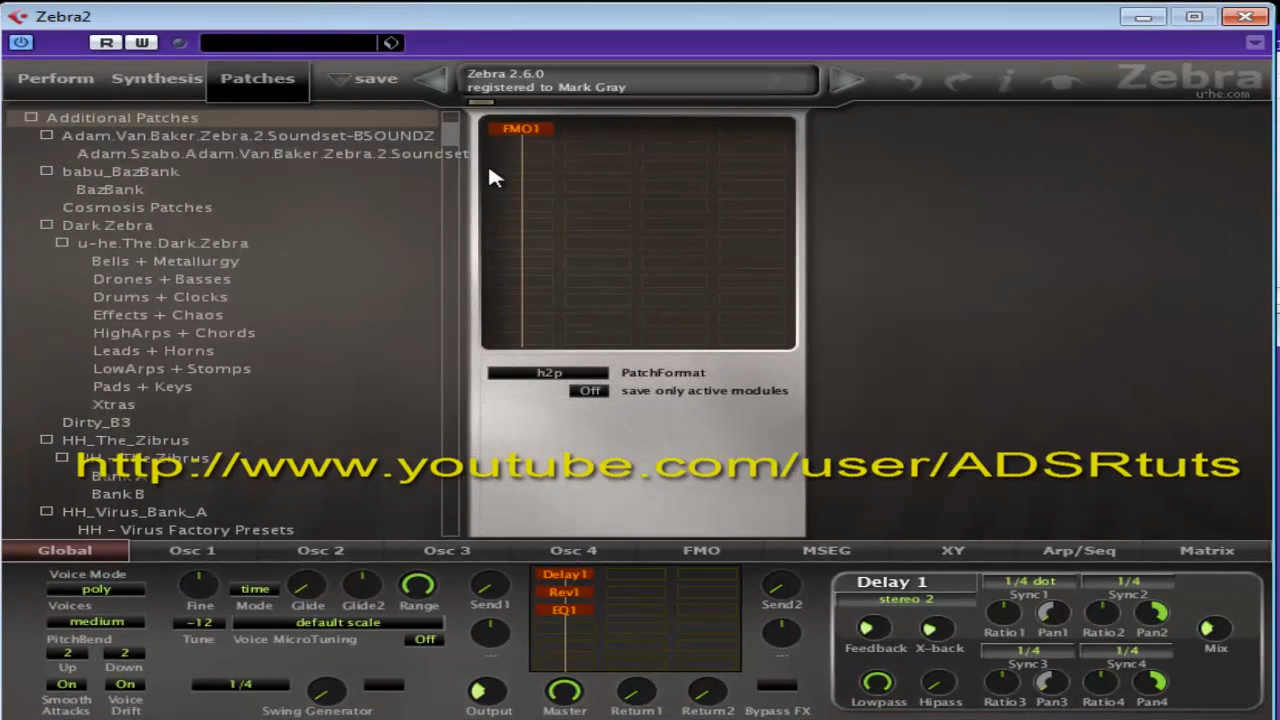 Zebra2
R W
Perform Synthesis Patches save
Zebra 2.6.0
registered to Mark Gray
Zebra
u-he.com
Additional Patches
Adam.Van.Baker.Zebra.2.Soundset-BSOUNDZ
Adam.Szabo.Adam.Van.Baker.Zebra.2.Soundset
babu_BazBank
BazBank
Cosmosis Patches
Dark Zebra
u-he.The.Dark.Zebra
Bells + Metallurgy
Drones + Basses
Drums + Clocks
Effects + Chaos
HighArps + Chords
Leads + Horns
LowArps + Stomps
Pads + Keys
Xtras
Dirty_B3
HH_The_Zibrus
Bank B
HH_Virus_Bank_A
HH - Virus Factory Presets
FMO1
h2p PatchFormat
Off save only active modules
http://www.youtube.com/user/ADSRtuts
Global Osc 1 Osc 2 Osc 3 Osc 4 FMO MSEG XY Arp/Seq Matrix
Voice Mode
poly
Voices
medium
PitchBend
2 2
Up Down
On On
Smooth Voice
Attacks Drift
time
Fine Mode Glide Glide2 Range
-12 default scale
Tune Voice MicroTuning Off
1/4
Swing Generator
Send1
---
Output
Delay1
Rev1
EQ1
Master Return1 Return2
Send2
---
Bypass FX
Delay 1
stereo 2
Feedback X-back
Lowpass Hipass
1/4 dot 1/4
Sync1 Sync2
Ratio1 Pan1 Ratio2 Pan2
1/4 1/4
Sync3 Sync4
Ratio3 Pan3 Ratio4 Pan4
Mix